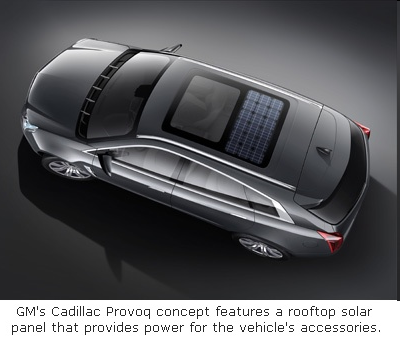 GM's Cadillac Provoq concept features a rooftop solar
panel that provides power for the vehicle's accessories.